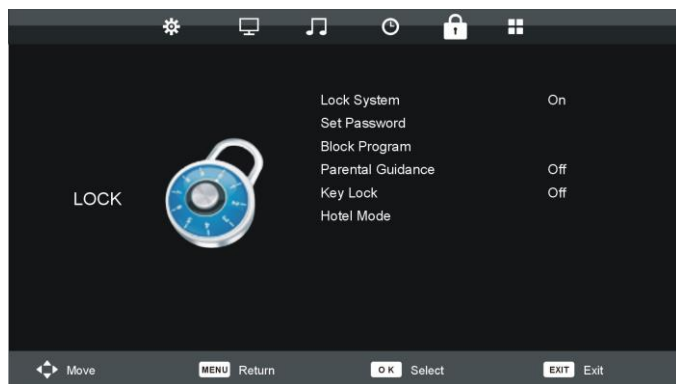 LOCK
Lock System On
Set Password
Block Program
Parental Guidance Off
Key Lock Off
Hotel Mode
Move MENU Return OK Select EXIT Exit